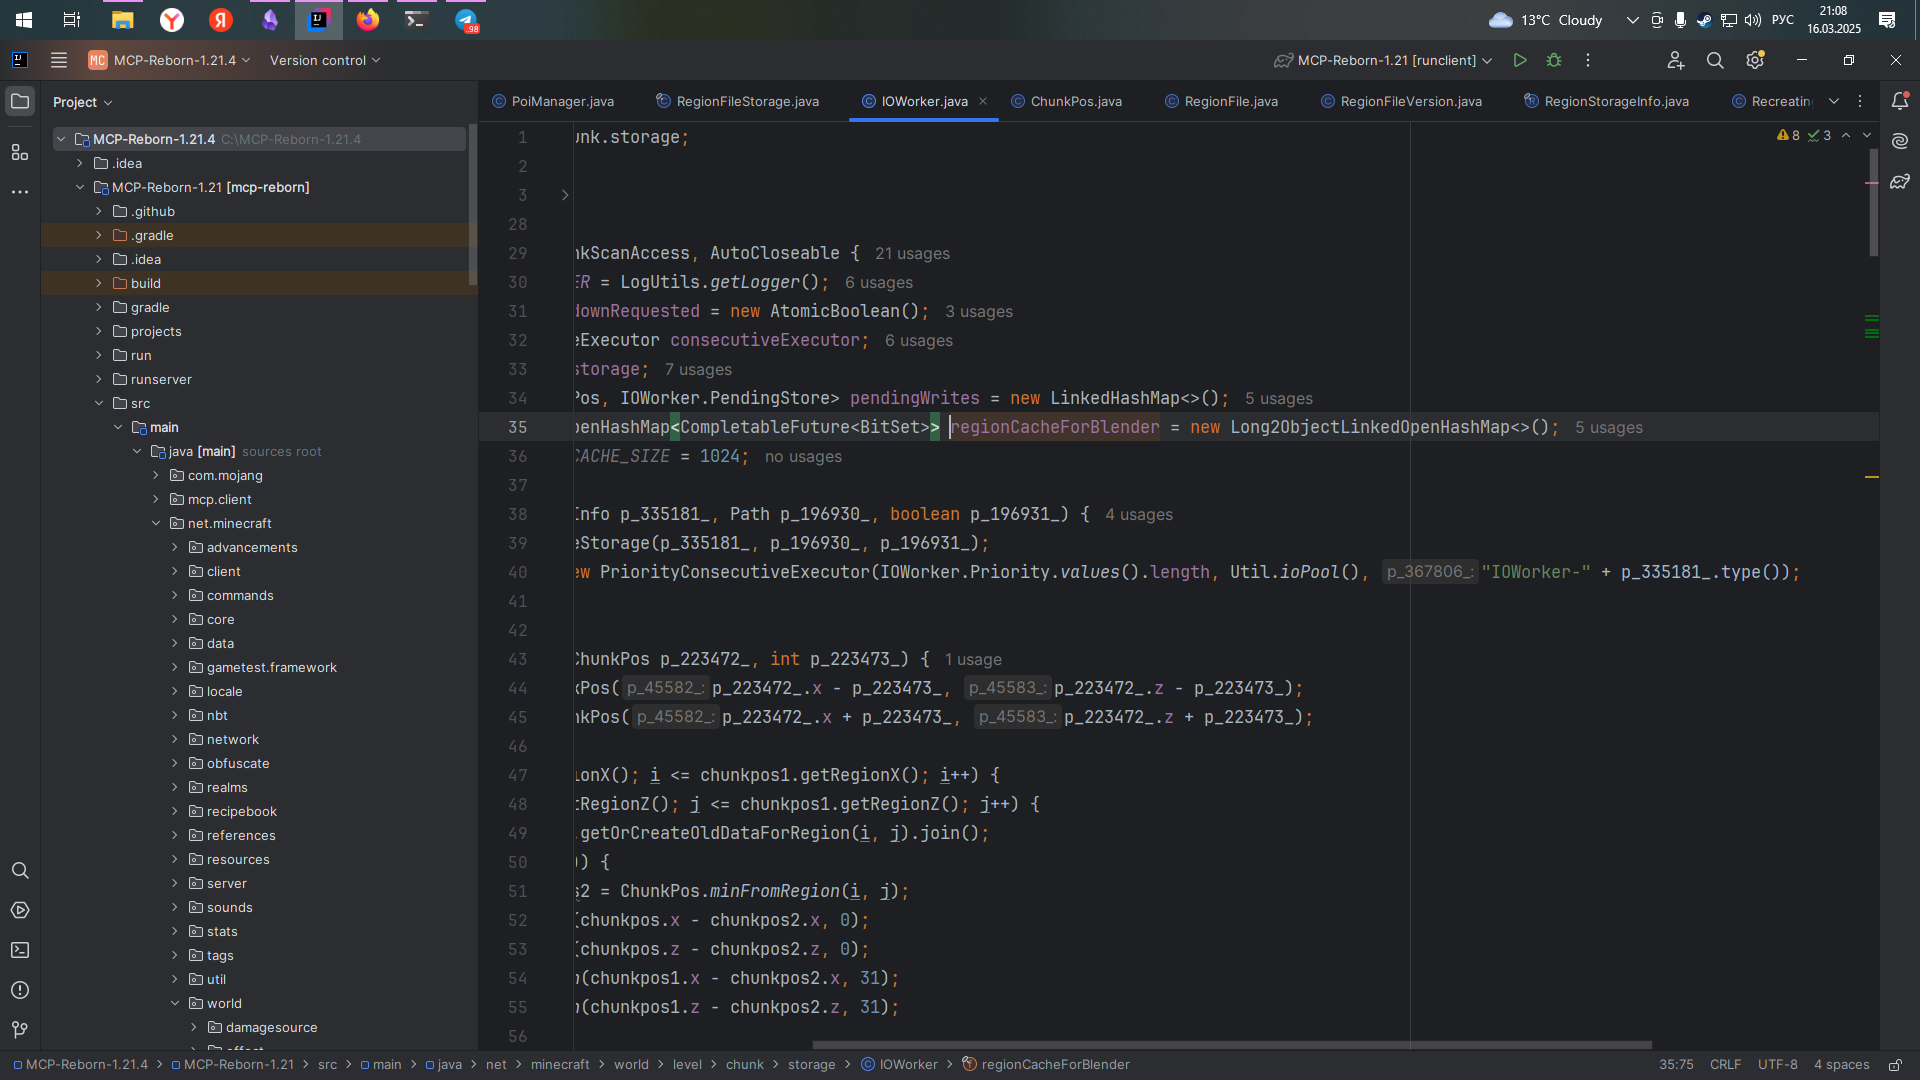 13°C Cloudy
РУС
21:08
16.03.2025
98
MC MCP-Reborn-1.21.4
Version control
MCP-Reborn-1.21 [runclient]
Project
PoiManager.java
RegionFileStorage.java
IOWorker.java
ChunkPos.java
RegionFile.java
RegionFileVersion.java
RegionStorageInfo.java
Recreating
MCP-Reborn-1.21.4 C:\MCP-Reborn-1.21.4
.idea
MCP-Reborn-1.21 [mcp-reborn]
.github
.gradle
.idea
build
gradle
projects
run
runserver
src
main
java [main] sources root
com.mojang
mcp.client
net.minecraft
advancements
client
commands
core
data
gametest.framework
locale
nbt
network
obfuscate
realms
recipebook
references
resources
server
sounds
stats
tags
util
world
damagesource
8 3
1 unk.storage;
2
3
28
29 nkScanAccess, AutoCloseable { 21 usages
30 ER = LogUtils.getLogger(); 6 usages
31 downRequested = new AtomicBoolean(); 3 usages
32 eExecutor consecutiveExecutor; 6 usages
33 storage; 7 usages
34 Pos, IOWorker.PendingStore> pendingWrites = new LinkedHashMap<>(); 5 usages
35 penHashMap<CompletableFuture<BitSet>> regionCacheForBlender = new Long2ObjectLinkedOpenHashMap<>(); 5 usages
36 CACHE_SIZE = 1024; no usages
37
38 Info p_335181_, Path p_196930_, boolean p_196931_) { 4 usages
39 eStorage(p_335181_, p_196930_, p_196931_);
40 ew PriorityConsecutiveExecutor(IOWorker.Priority.values().length, Util.ioPool(), p_367806_: "IOWorker-" + p_335181_.type());
41
42
43 ChunkPos p_223472_, int p_223473_) { 1 usage
44 kPos( p_45582_: p_223472_.x - p_223473_, p_45583_: p_223472_.z - p_223473_);
45 nkPos( p_45582_: p_223472_.x + p_223473_, p_45583_: p_223472_.z + p_223473_);
46
47 ionX(); i <= chunkpos1.getRegionX(); i++) {
48 tRegionZ(); j <= chunkpos1.getRegionZ(); j++) {
49 .getOrCreateOldDataForRegion(i, j).join();
50 )) {
51 s2 = ChunkPos.minFromRegion(i, j);
52 (chunkpos.x - chunkpos2.x, 0);
53 (chunkpos.z - chunkpos2.z, 0);
54 n(chunkpos1.x - chunkpos2.x, 31);
55 n(chunkpos1.z - chunkpos2.z, 31);
56
MCP-Reborn-1.21.4 > MCP-Reborn-1.21 > src > main > java > net > minecraft > world > level > chunk > storage > IOWorker > regionCacheForBlender
35:75 CRLF UTF-8 4 spaces